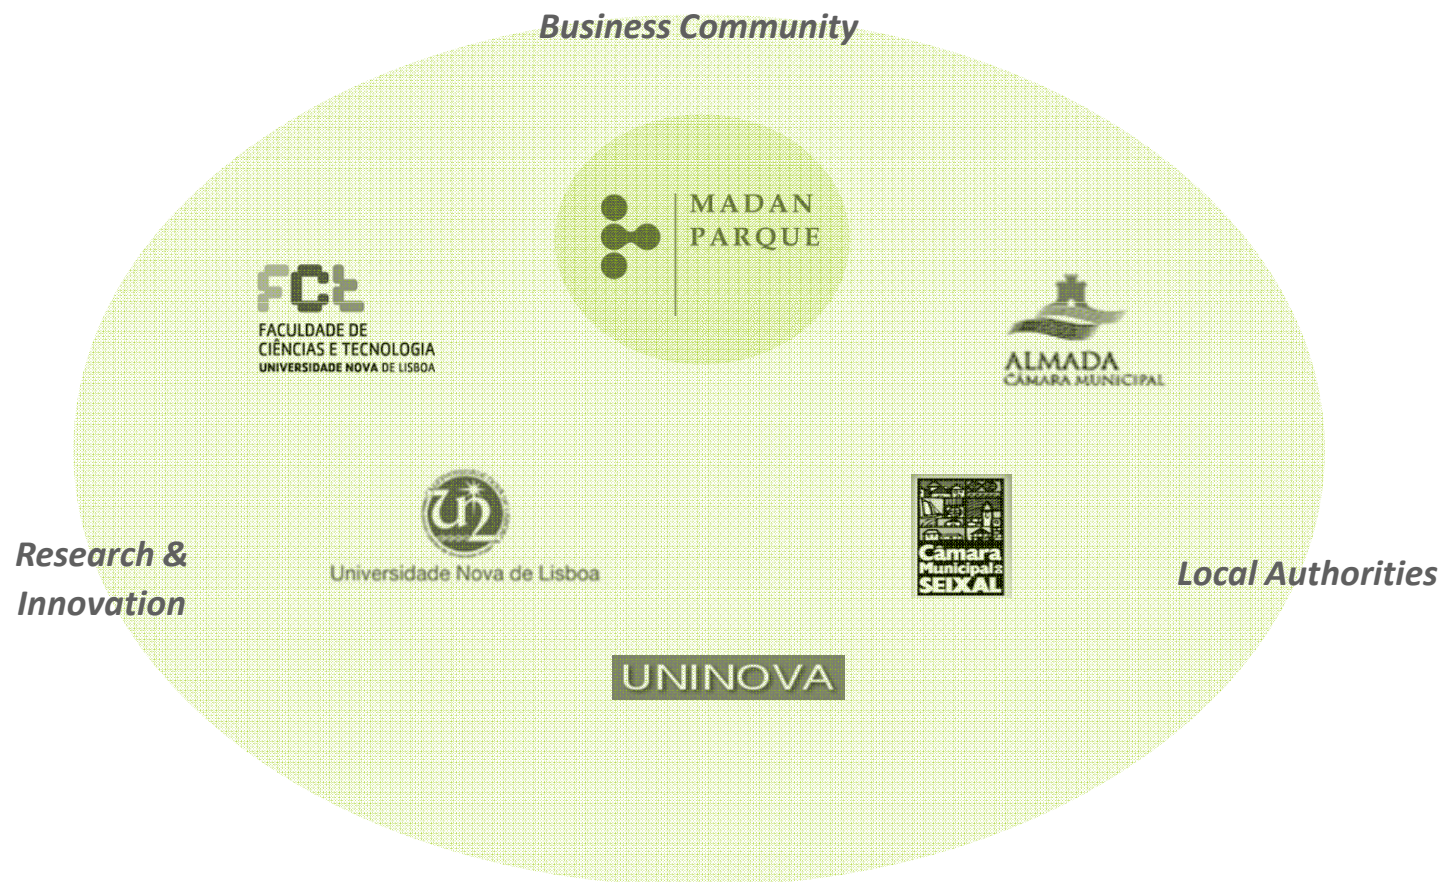 Business Community
MADAN
PARQUE
FCt
FACULDADE DE
CIÊNCIAS E TECNOLOGIA
UNIVERSIDADE NOVA DE LISBOA
ALMADA
CÂMARA MUNICIPAL
Universidade Nova de Lisboa
Câmara
Municipal
SEIXAL
Research &
Innovation
Local Authorities
UNINOVA